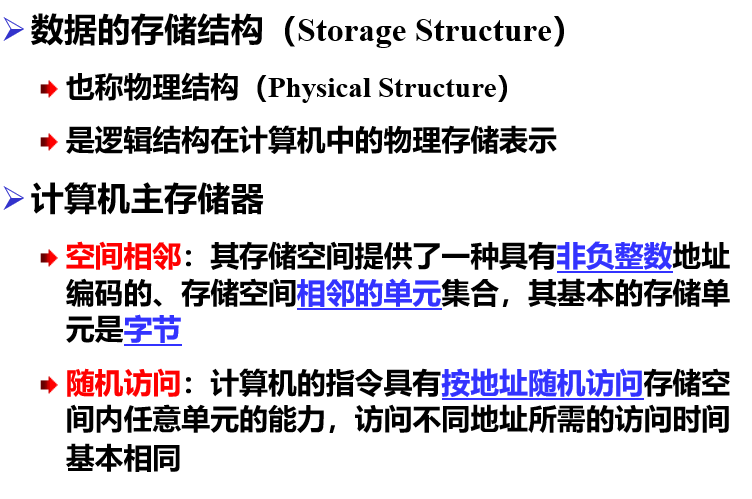 数据的存储结构（Storage Structure）
也称物理结构（Physical Structure）
是逻辑结构在计算机中的物理存储表示
计算机主存储器
空间相邻：其存储空间提供了一种具有非负整数地址
编码的、存储空间相邻的单元集合，其基本的存储单
元是字节
随机访问：计算机的指令具有按地址随机访问存储空
间内任意单元的能力，访问不同地址所需的访问时间
基本相同